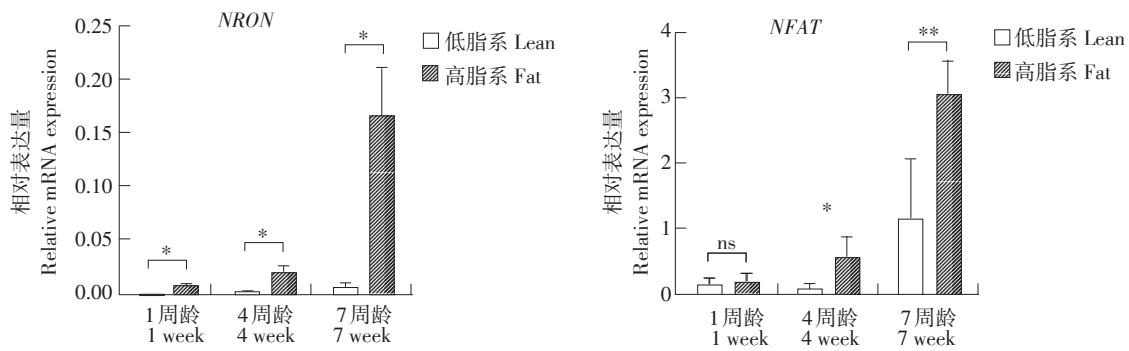 NRON
相对表达量
Relative mRNA expression
0.25
0.20
0.15
0.10
0.05
0.00
*
*
*
低脂系 Lean
高脂系 Fat
1周龄 4周龄 7周龄
1 week 4 week 7 week
NFAT
相对表达量
Relative mRNA expression
4
3
2
1
0
ns
*
**
低脂系 Lean
高脂系 Fat
1周龄 4周龄 7周龄
1 week 4 week 7 week